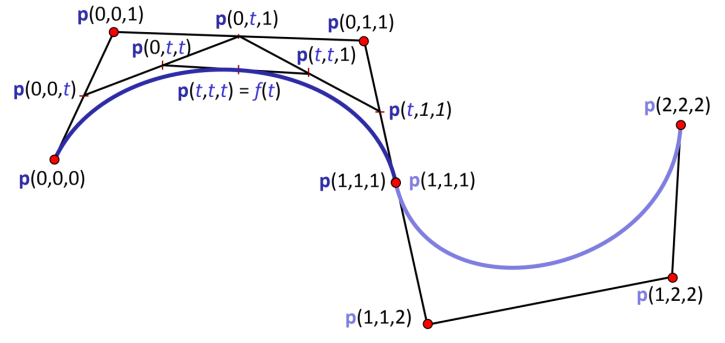 p(0,0,1)
p(0,t,1)
p(0,1,1)
p(0,t,t)
p(t,t,1)
p(0,0,t)
p(t,t,t) = f(t)
p(t,1,1)
p(2,2,2)
p(0,0,0)
p(1,1,1)
p(1,1,1)
p(1,2,2)
p(1,1,2)